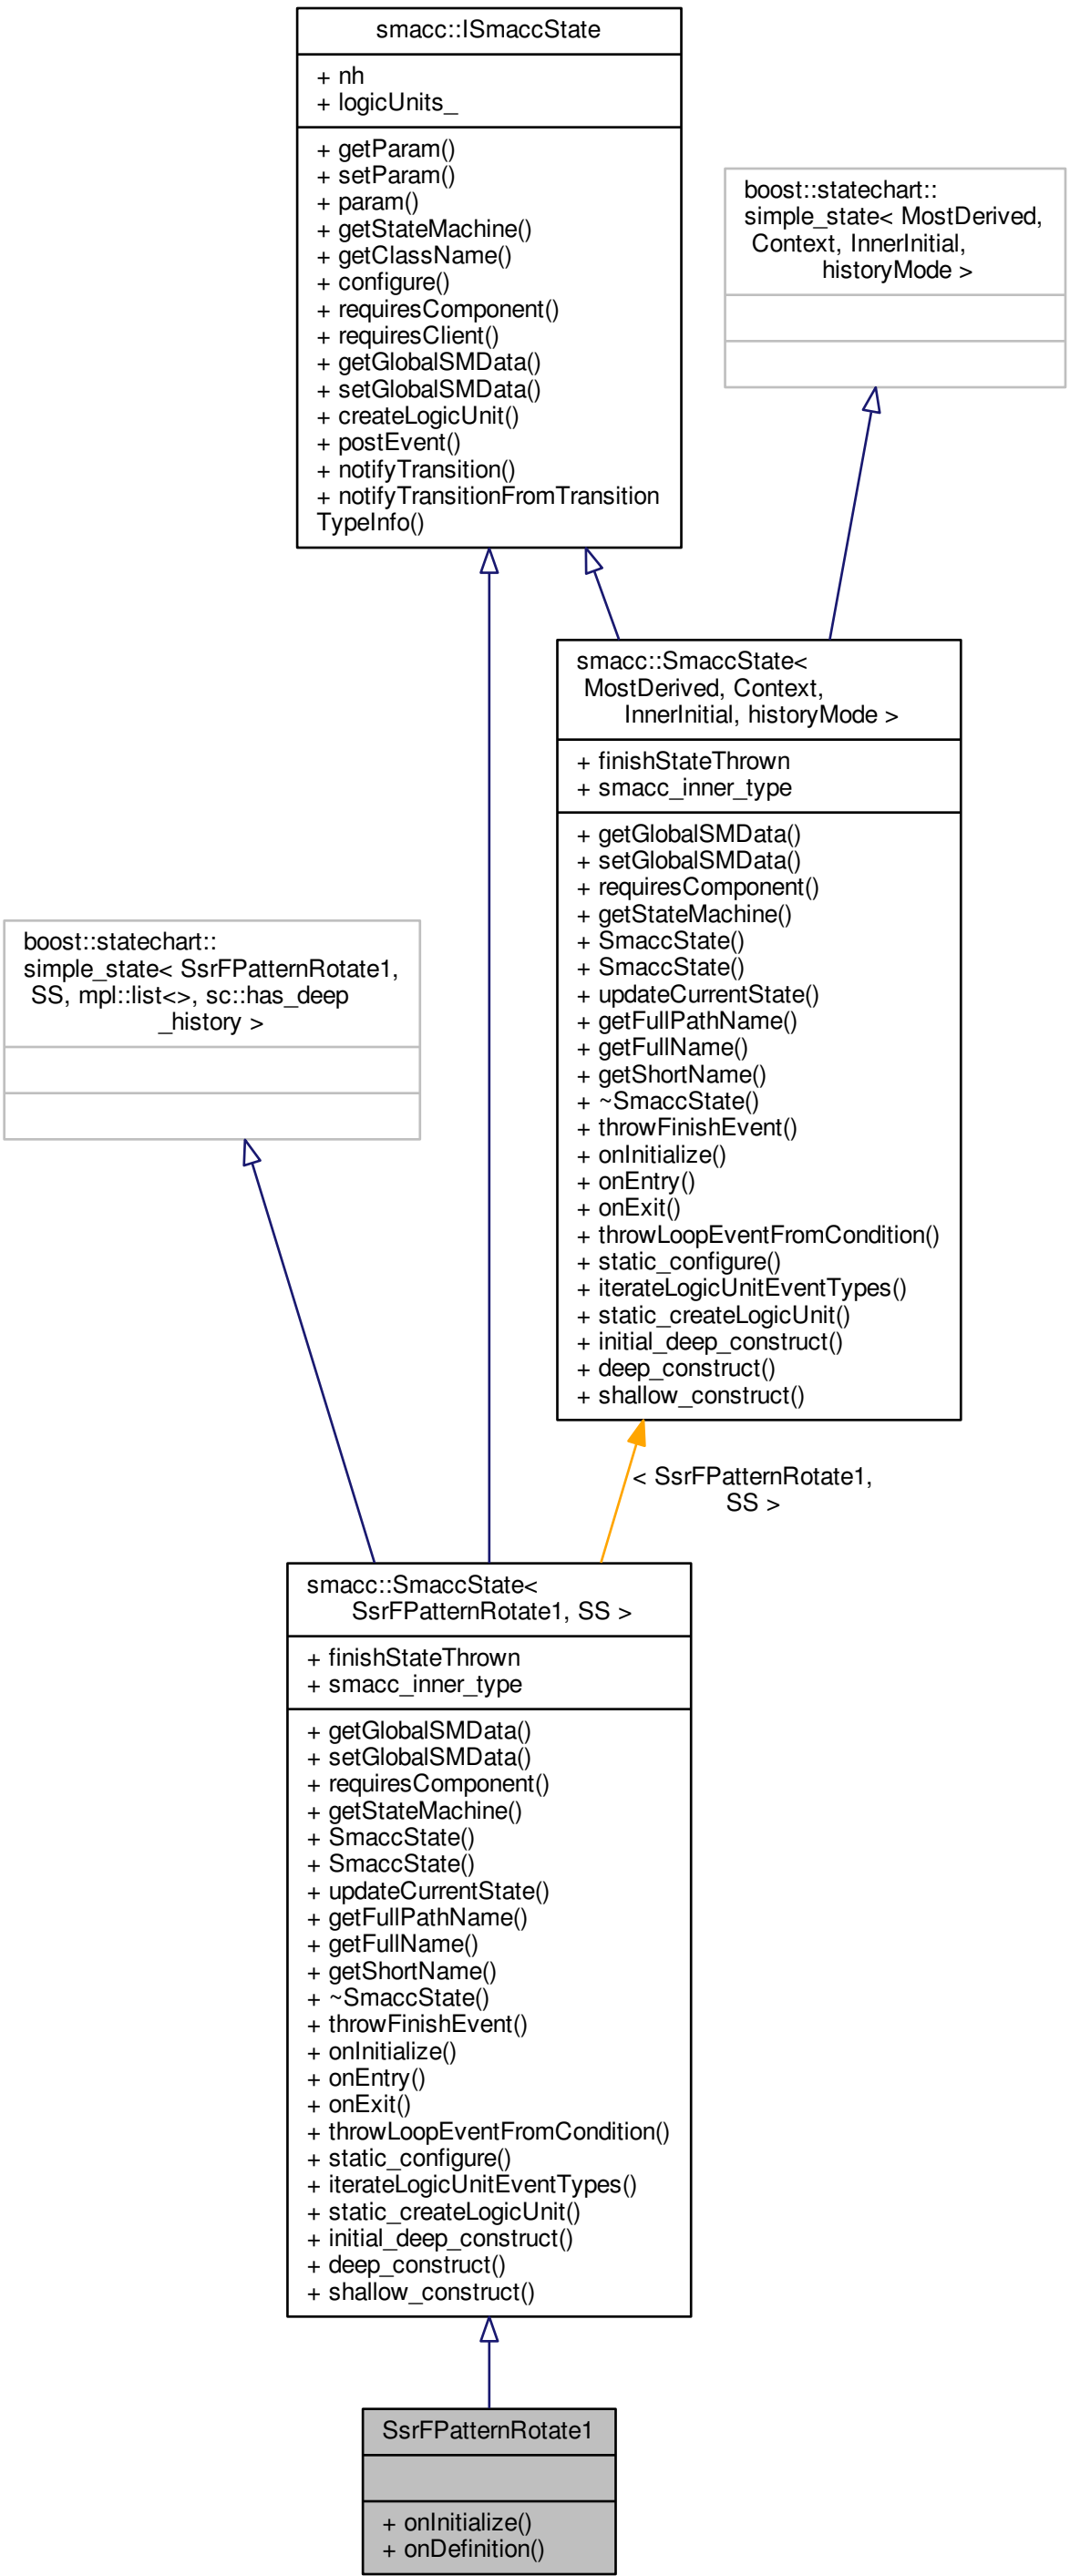 smacc::ISmaccState
+ nh
+ logicUnits_
+ getParam()
+ setParam()
+ param()
+ getStateMachine()
+ getClassName()
+ configure()
+ requiresComponent()
+ requiresClient()
+ getGlobalSMData()
+ setGlobalSMData()
+ createLogicUnit()
+ postEvent()
+ notifyTransition()
+ notifyTransitionFromTransition
TypeInfo()
boost::statechart::
simple_state< MostDerived,
Context, InnerInitial,
historyMode >
smacc::SmaccState<
MostDerived, Context,
InnerInitial, historyMode >
+ finishStateThrown
+ smacc_inner_type
+ getGlobalSMData()
+ setGlobalSMData()
+ requiresComponent()
+ getStateMachine()
+ SmaccState()
+ SmaccState()
+ updateCurrentState()
+ getFullPathName()
+ getFullName()
+ getShortName()
+ ~SmaccState()
+ throwFinishEvent()
+ onInitialize()
+ onEntry()
+ onExit()
+ throwLoopEventFromCondition()
+ static_configure()
+ iterateLogicUnitEventTypes()
+ static_createLogicUnit()
+ initial_deep_construct()
+ deep_construct()
+ shallow_construct()
boost::statechart::
simple_state< SsrFPatternRotate1,
SS, mpl::list<>, sc::has_deep
_history >
< SsrFPatternRotate1,
SS >
smacc::SmaccState<
SsrFPatternRotate1, SS >
+ finishStateThrown
+ smacc_inner_type
+ getGlobalSMData()
+ setGlobalSMData()
+ requiresComponent()
+ getStateMachine()
+ SmaccState()
+ SmaccState()
+ updateCurrentState()
+ getFullPathName()
+ getFullName()
+ getShortName()
+ ~SmaccState()
+ throwFinishEvent()
+ onInitialize()
+ onEntry()
+ onExit()
+ throwLoopEventFromCondition()
+ static_configure()
+ iterateLogicUnitEventTypes()
+ static_createLogicUnit()
+ initial_deep_construct()
+ deep_construct()
+ shallow_construct()
SsrFPatternRotate1
+ onInitialize()
+ onDefinition()